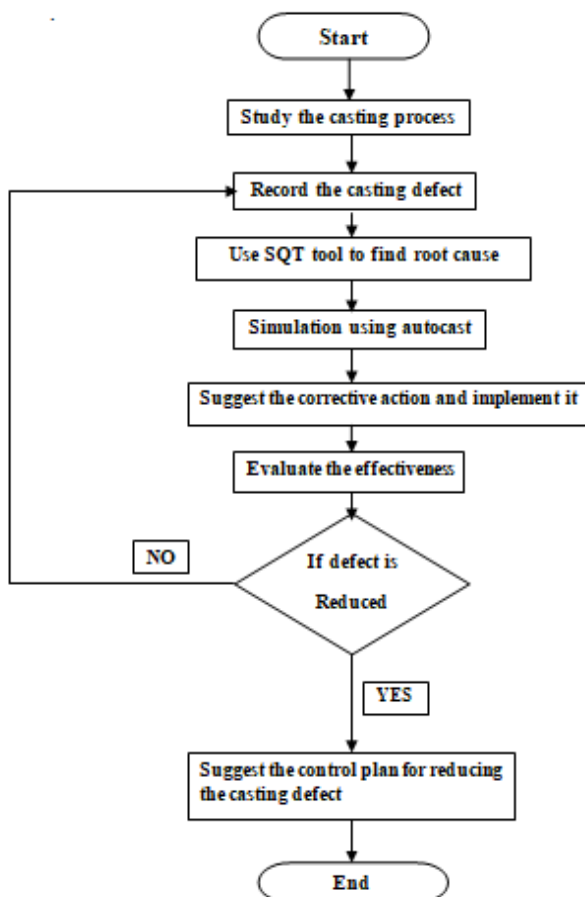 Start
Study the casting process
Record the casting defect
Use SQT tool to find root cause
Simulation using autocast
Suggest the corrective action and implement it
Evaluate the effectiveness
NO
If defect is
Reduced
YES
Suggest the control plan for reducing
the casting defect
End